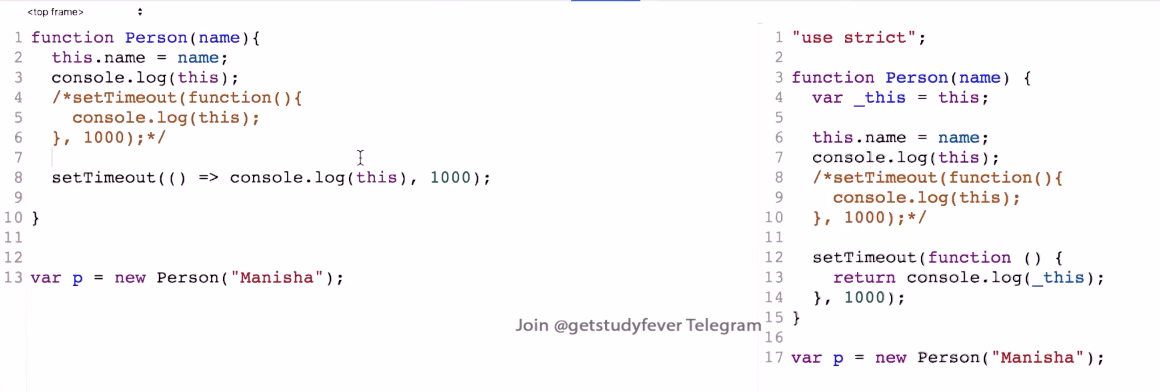 <top frame>
1 function Person(name){
2 this.name = name;
3 console.log(this);
4 /*setTimeout(function(){
5 console.log(this);
6 }, 1000);*/
7
8 setTimeout(() => console.log(this), 1000);
9
10 }
11
12
13 var p = new Person("Manisha");
1 "use strict";
2
3 function Person(name) {
4 var _this = this;
5
6 this.name = name;
7 console.log(this);
8 /*setTimeout(function(){
9 console.log(this);
10 }, 1000);*/
11
12 setTimeout(function () {
13 return console.log(_this);
14 }, 1000);
15 }
16
17 var p = new Person("Manisha");
Join @getstudyfever Telegram